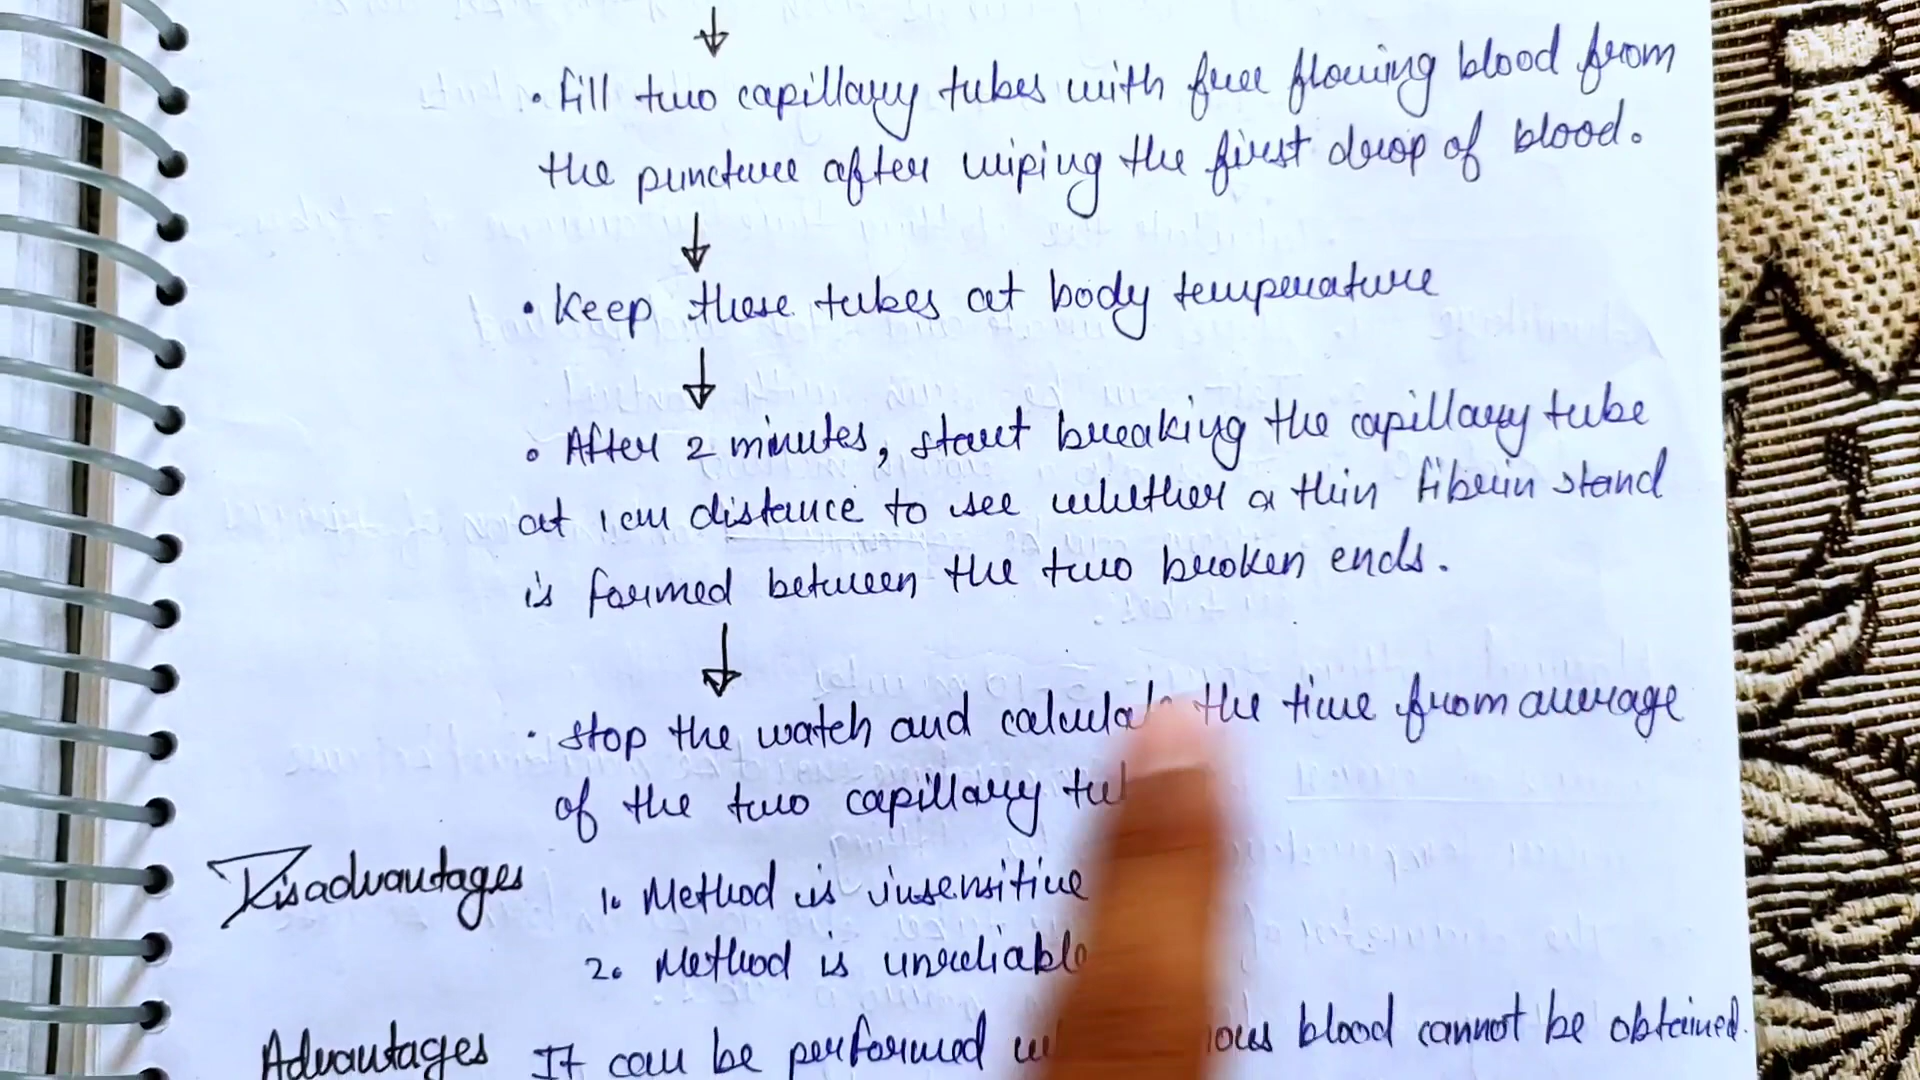 • fill two capillary tubes with free flowing blood from
the puncture after wiping the first drop of blood.
• Keep these tubes at body temperature
• After 2 minutes, start breaking the capillary tube
at 1 cm distance to see whether a thin fibrin stand
is formed between the two broken ends.
• Stop the watch and calculate the time from average
of the two capillary
Disadvantages 1. Method is insensitive
2. Method is unreliable
Advantages It can be performed blood cannot be obtained.